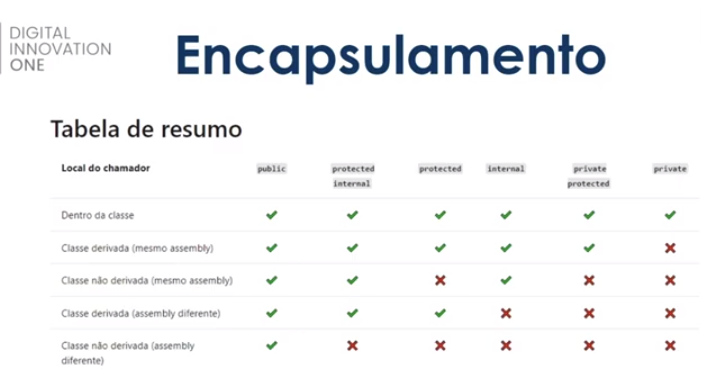 DIGITAL
INNOVATION
ONE
Encapsulamento
Tabela de resumo
Local do chamador public protected internal protected internal private protected private
Dentro da classe ✔ ✔ ✔ ✔ ✔ ✔
Classe derivada (mesmo assembly) ✔ ✔ ✔ ✔ ✔ ✖
Classe não derivada (mesmo assembly) ✔ ✔ ✖ ✔ ✖ ✖
Classe derivada (assembly diferente) ✔ ✔ ✔ ✖ ✖ ✖
Classe não derivada (assembly
diferente) ✔ ✖ ✖ ✖ ✖ ✖